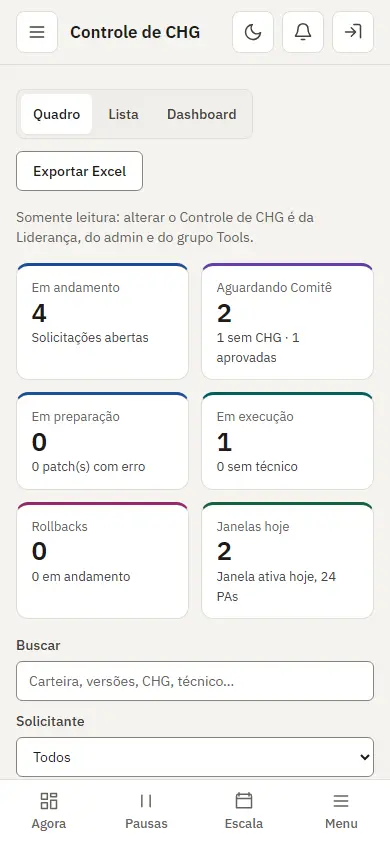 Controle de CHG
Quadro
Lista
Dashboard
Exportar Excel
Somente leitura: alterar o Controle de CHG é da
Liderança, do admin e do grupo Tools.
Em andamento
4
Solicitações abertas
Aguardando Comitê
2
1 sem CHG · 1
aprovadas
Em preparação
0
0 patch(s) com erro
Em execução
1
0 sem técnico
Rollbacks
0
0 em andamento
Janelas hoje
2
Janela ativa hoje, 24
PAs
Buscar
Carteira, versões, CHG, técnico...
Solicitante
Todos
Agora
Pausas
Escala
Menu